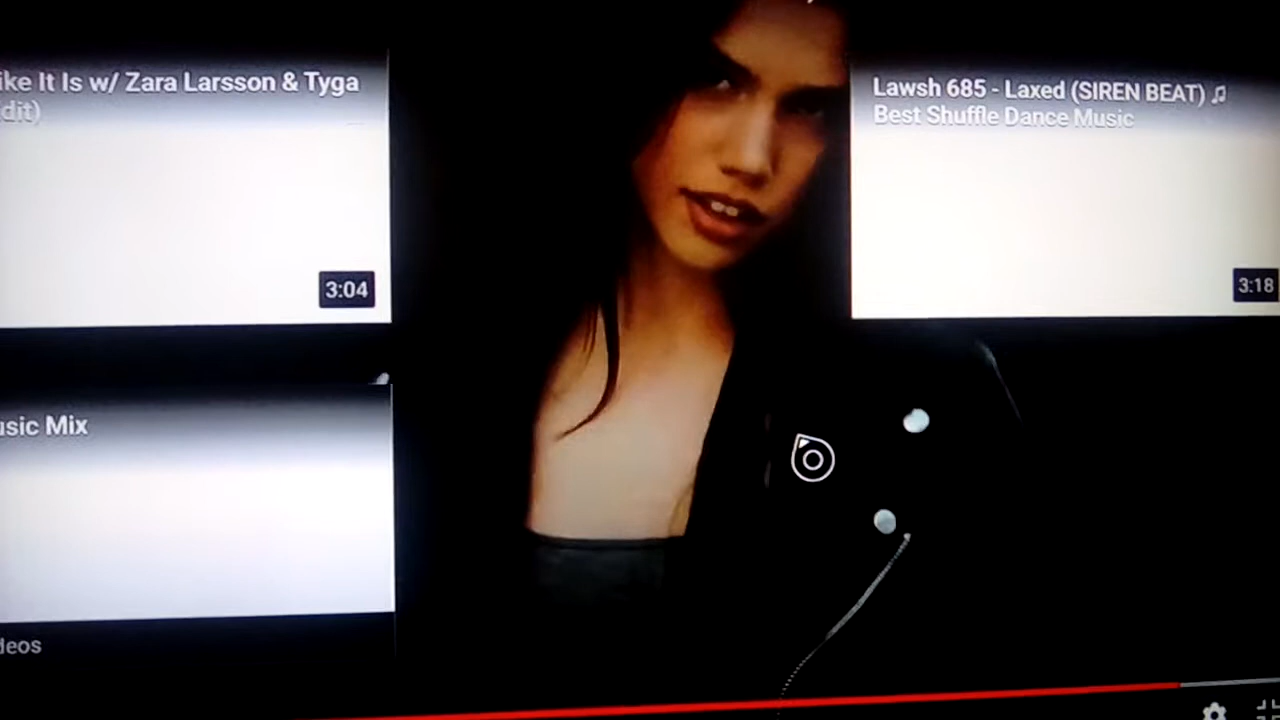 ike It Is w/ Zara Larsson & Tyga
dit)
3:04
Lawsh 685 - Laxed (SIREN BEAT) ♫
Best Shuffle Dance Music
3:18
usic Mix
deos